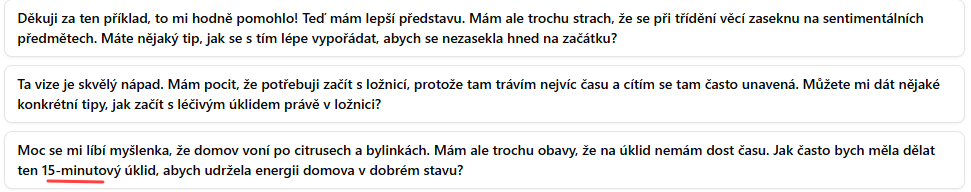 Děkuji za ten příklad, to mi hodně pomohlo! Teď mám lepší představu. Mám ale trochu strach, že se při třídění věcí zaseknu na sentimentálních
předmětech. Máte nějaký tip, jak se s tím lépe vypořádat, abych se nezasekla hned na začátku?
Ta vize je skvělý nápad. Mám pocit, že potřebuji začít s ložnicí, protože tam trávím nejvíc času a cítím se tam často unavená. Můžete mi dát nějaké
konkrétní tipy, jak začít s léčivým úklidem právě v ložnici?
Moc se mi líbí myšlenka, že domov voní po citrusech a bylinkách. Mám ale trochu obavy, že na úklid nemám dost času. Jak často bych měla dělat
ten 15-minutový úklid, abych udržela energii domova v dobrém stavu?